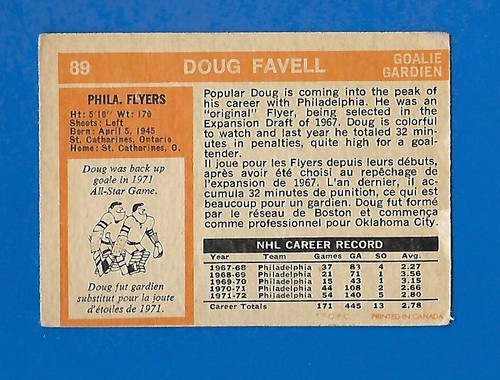 89 DOUG FAVELL GOALIE
GARDIEN
PHILA. FLYERS
Ht: 5'10" Wt: 170
Shoots: Left
Born: April 5, 1945
St. Catharines, Ontario
Home: St. Catharines, O.
Doug was back up
goale in 1971
All-Star Game.
Doug fut gardien
substitut pour la joute
d'étoiles de 1971.
Popular Doug is coming into the peak of
his career with Philadelphia. He was an
"original" Flyer, being selected in the
Expansion Draft of 1967. Doug is colorful
to watch and last year he totaled 32 min-
utes in penalties, quite high for a goal-
tender.
Il joue pour les Flyers depuis leurs débuts,
après avoir été choisi au repêchage de
l'expansion de 1967. L'an dernier, il ac-
cumula 32 minutes de punition, ce qui est
beaucoup pour un gardien. Doug fut formé
par le réseau de Boston et commença
comme professionnel pour Oklahoma City.
NHL CAREER RECORD
Year Team Games GA SO Avg.
1967-68 Philadelphia 37 83 4 2.27
1968-69 Philadelphia 21 71 1 3.56
1969-70 Philadelphia 15 43 1 3.15
1970-71 Philadelphia 44 108 1 2.66
1971-72 Philadelphia 54 140 5 2.80
Career Totals 171 445 13 2.78
O.P.C. PRINTED IN CANADA